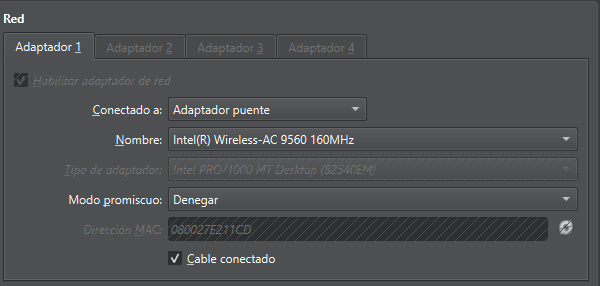 Red
Adaptador 1 Adaptador 2 Adaptador 3 Adaptador 4
Habilitar adaptador de red
Conectado a: Adaptador puente
Nombre: Intel(R) Wireless-AC 9560 160MHz
Tipo de adaptador: Intel PRO/1000 MT Desktop (82540EM)
Modo promiscuo: Denegar
Dirección MAC: 080027E211CD
Cable conectado